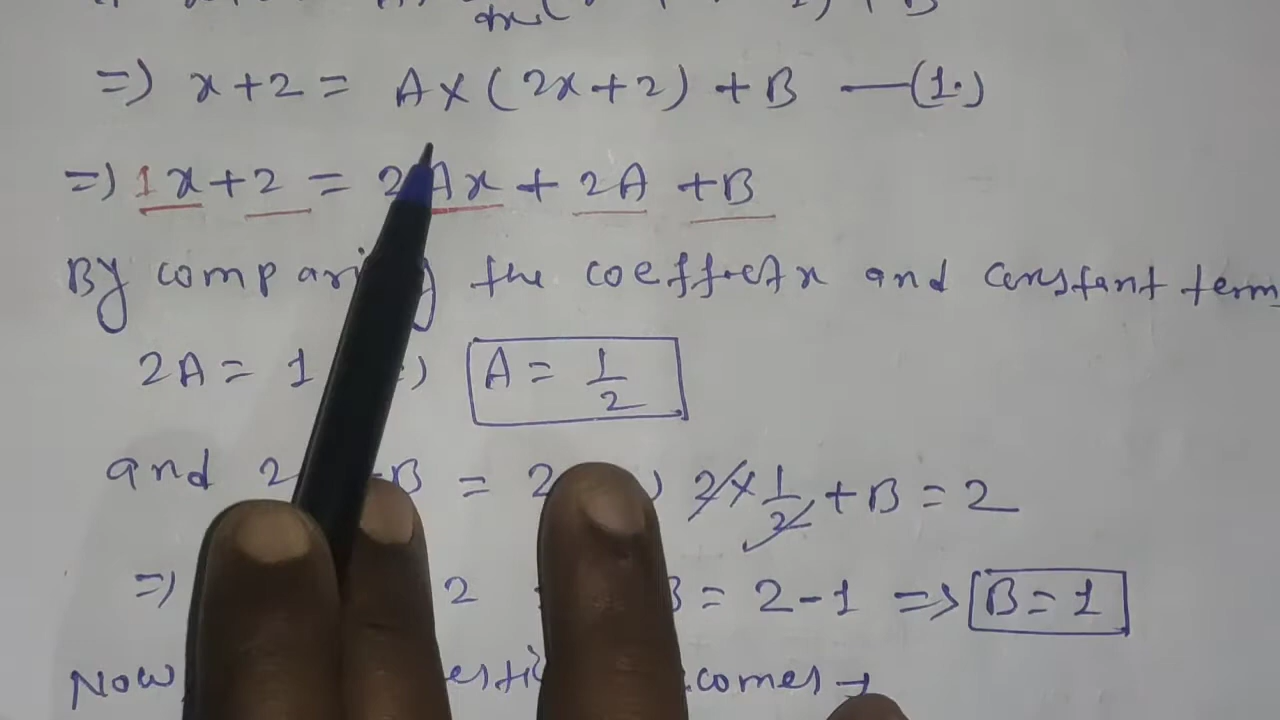 =) x+2 = A×(2x+2) +B —(1.)
=) 1x+2 = 2Ax + 2A +B
By comparing the coeff.of x and constant term
2A = 1 =) A = 1/2
and 2 B = 2 2×1/2 +B = 2
=) 2 B = 2-1 => B = 1
Now comes →